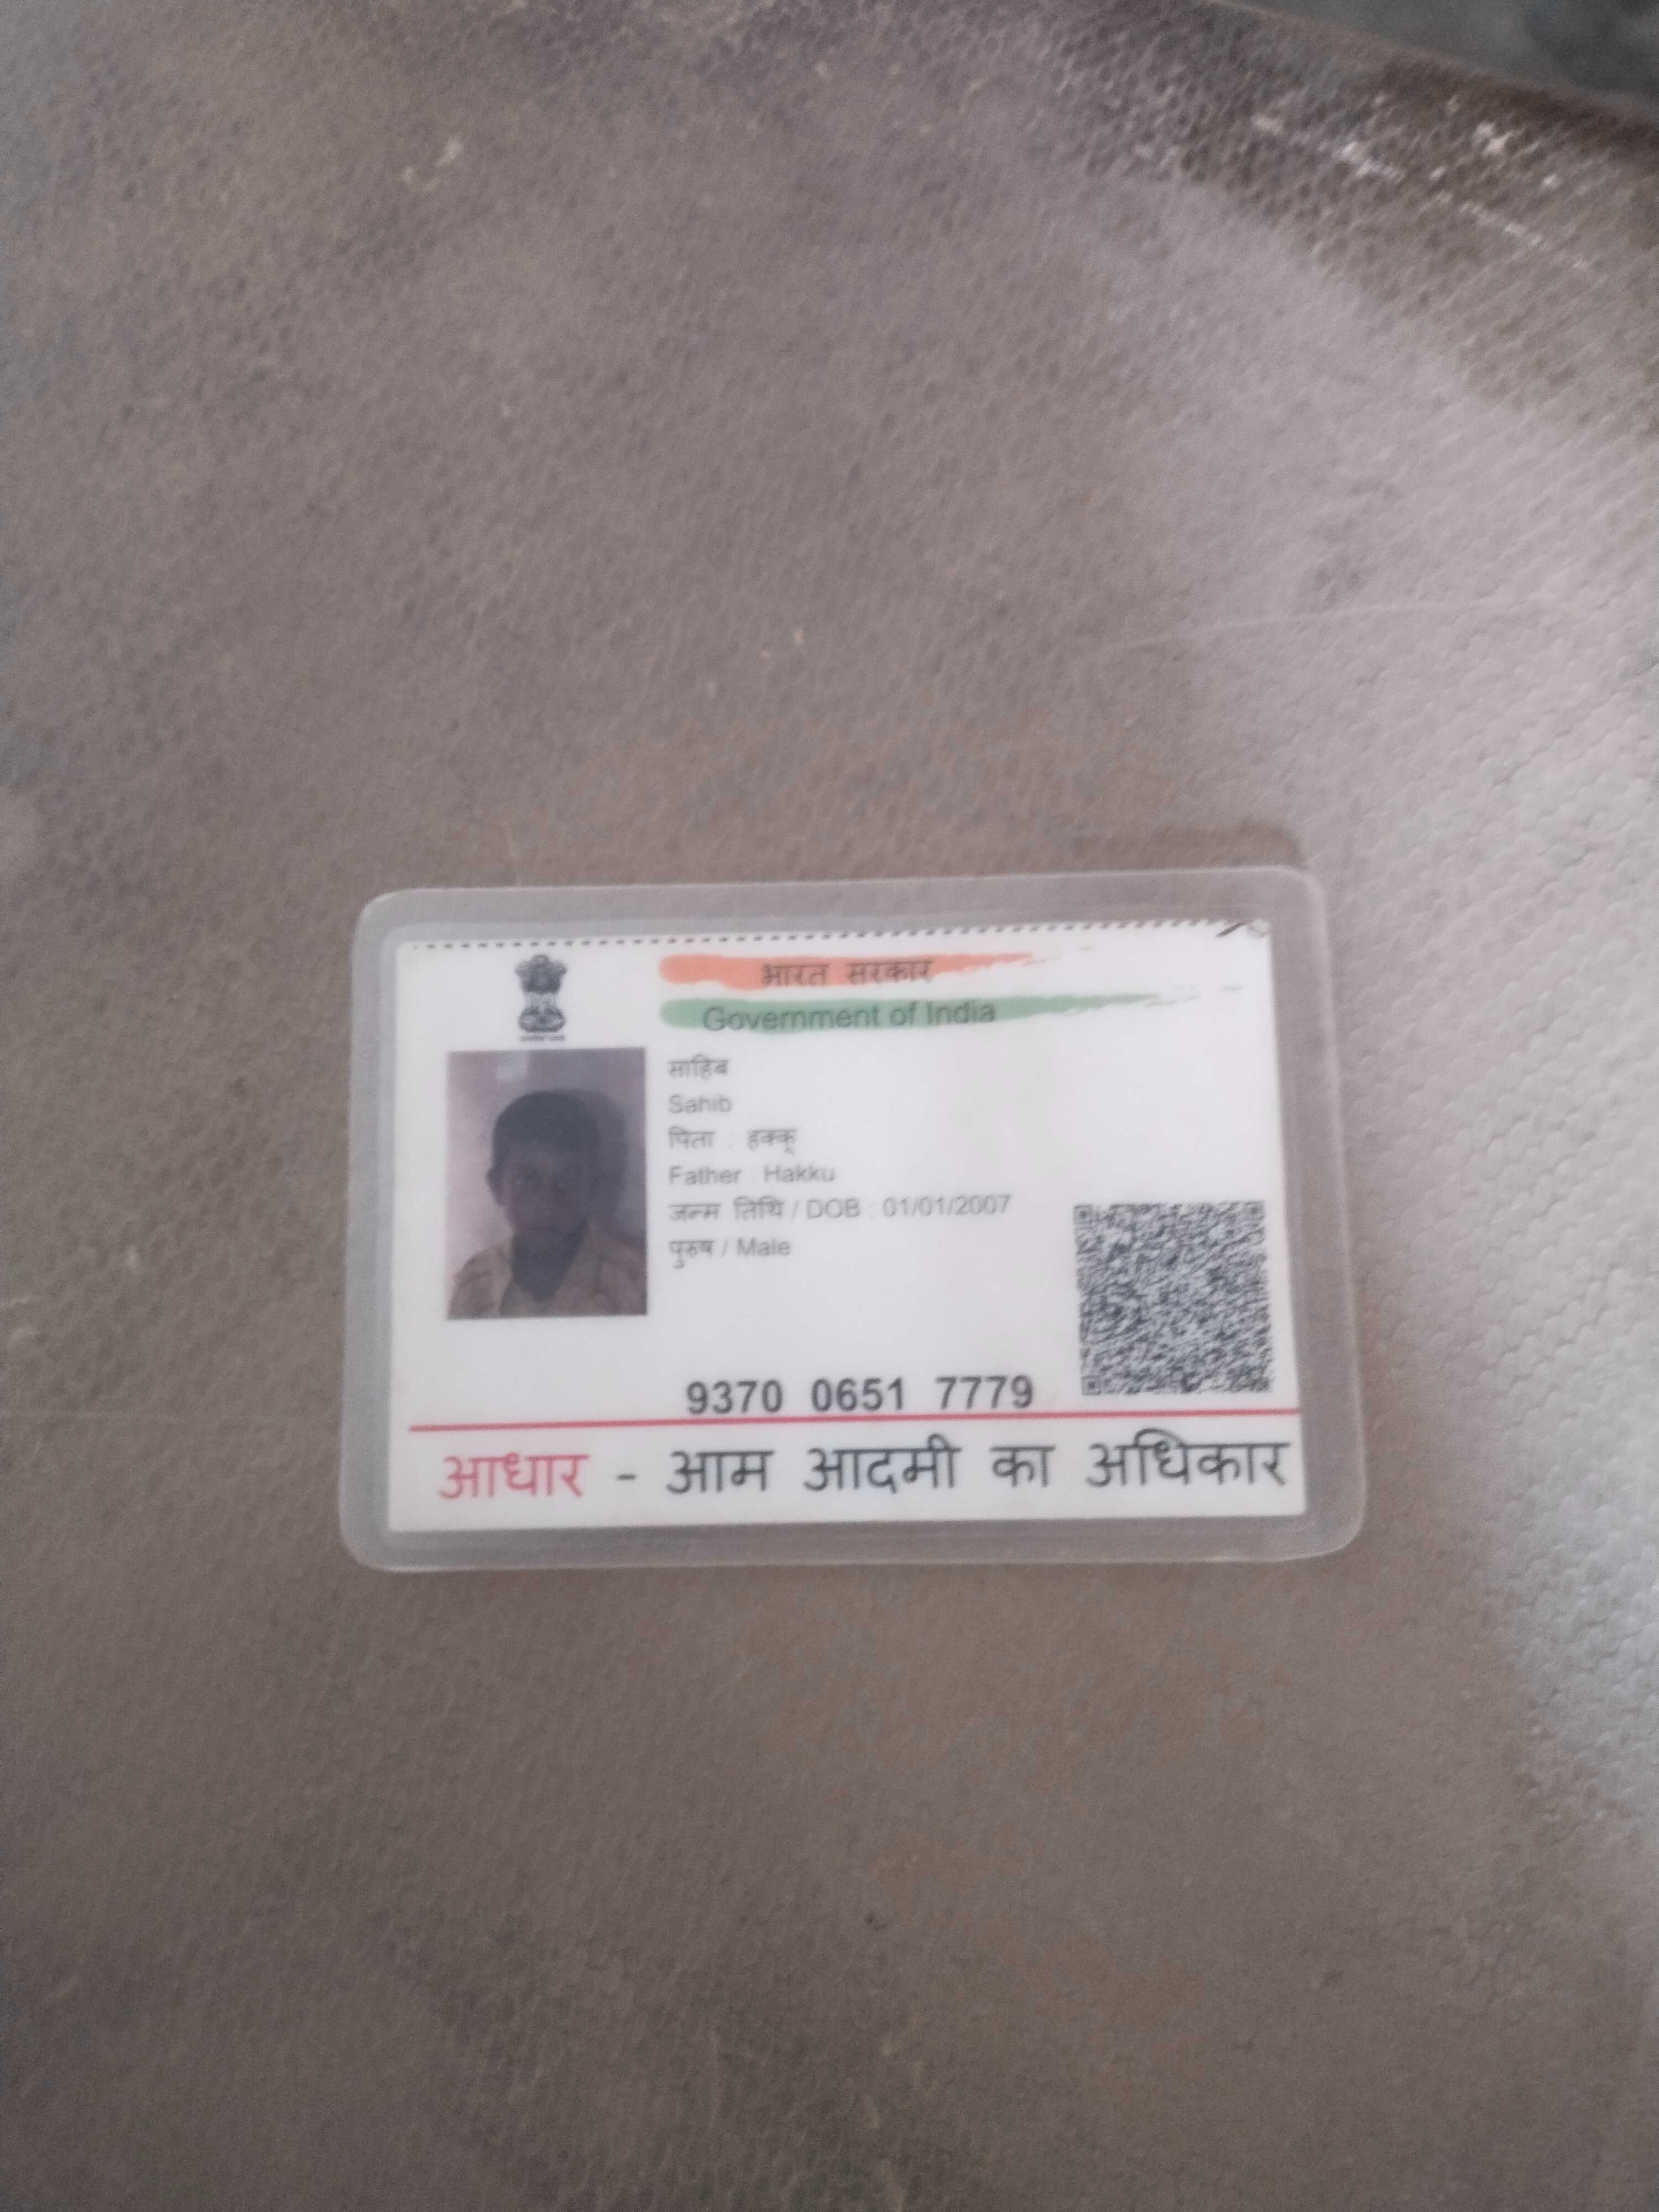 भारत सरकार
Government of India
साहिब
Sahib
पिता : हक्कू
Father : Hakku
जन्म तिथि / DOB : 01/01/2007
पुरुष / Male
9370 0651 7779
आधार - आम आदमी का अधिकार